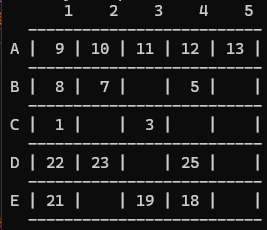 1 2 3 4 5
A | 9 | 10 | 11 | 12 | 13 |
B | 8 | 7 | | 5 | |
C | 1 | | 3 | | |
D | 22 | 23 | | 25 | |
E | 21 | | 19 | 18 | |